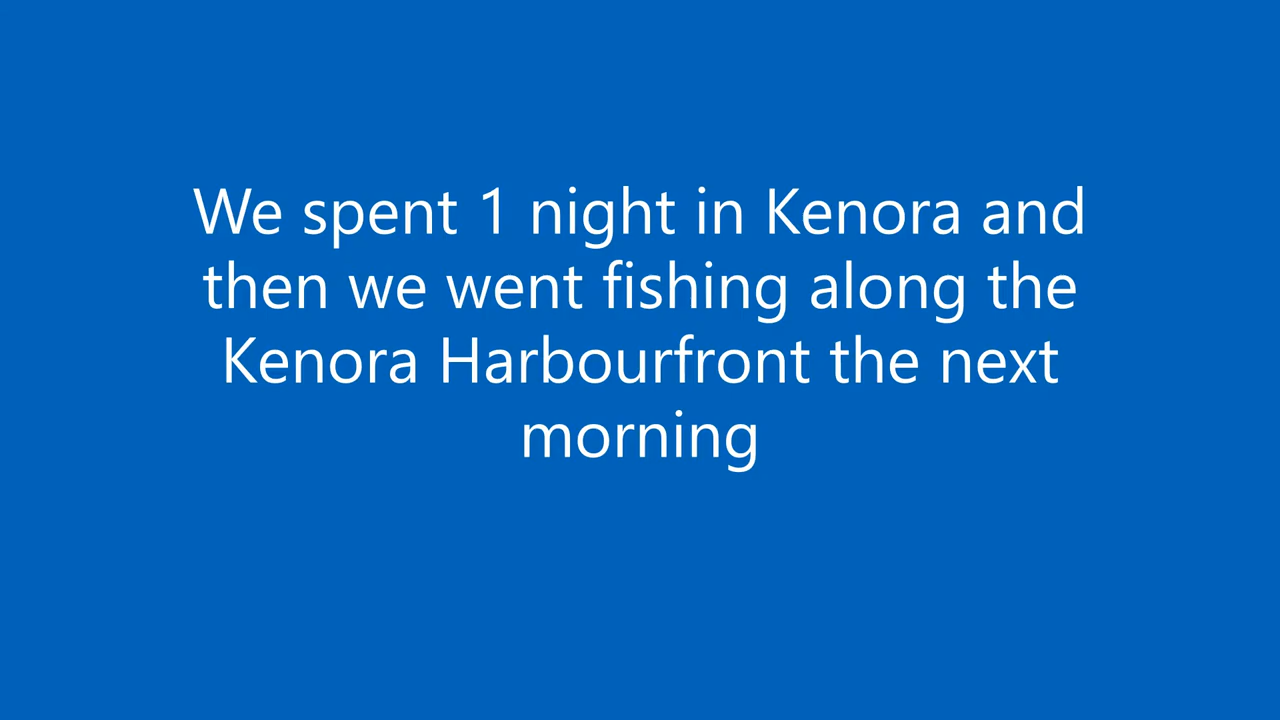 We spent 1 night in Kenora and
then we went fishing along the
Kenora Harbourfront the next
morning